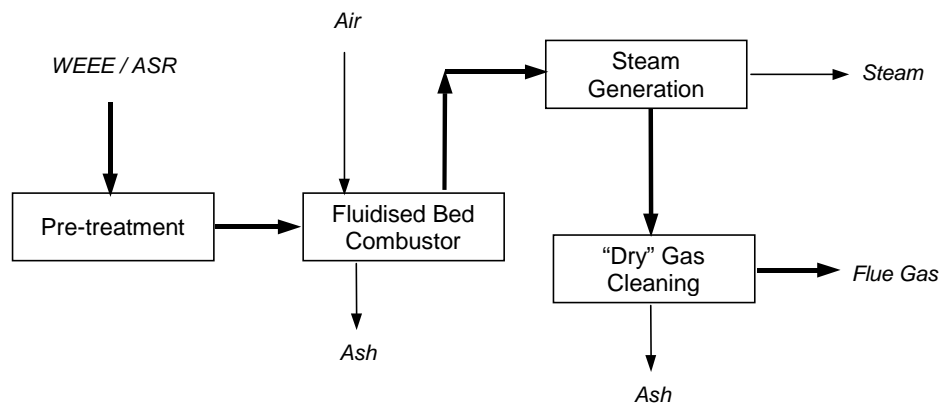 Air
WEEE / ASR
Steam
Generation
Steam
Pre-treatment
Fluidised Bed
Combustor
“Dry” Gas
Cleaning
Flue Gas
Ash
Ash